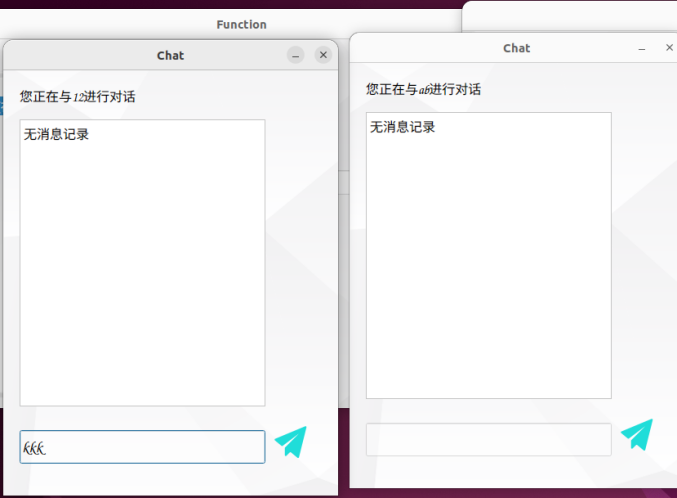 Function
Chat
您正在与12进行对话
无消息记录
kkk
Chat
您正在与ab进行对话
无消息记录